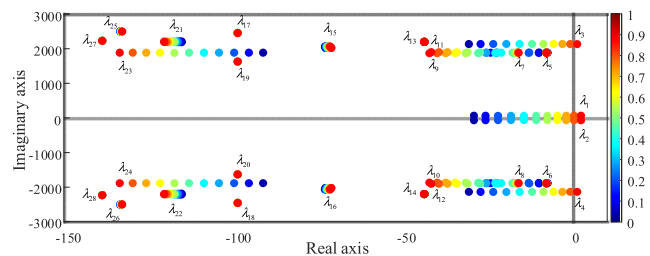 3000 λ25 λ21 λ17 λ15 λ3 1
λ27 λ14 λ11 0.9
2000 0.8
λ23 λ19 λ9 λ7 λ5
1000 0.7
λ1 0.6
0 0.5
λ2 0.4
-1000
λ24 λ20 λ10 λ8 λ6 0.3
-2000 λ13 0.2
λ28 λ12 0.1
λ26 λ22 λ18 λ16 λ4
-3000 0
-150 -100 -50 0
Real axis
Imaginary axis